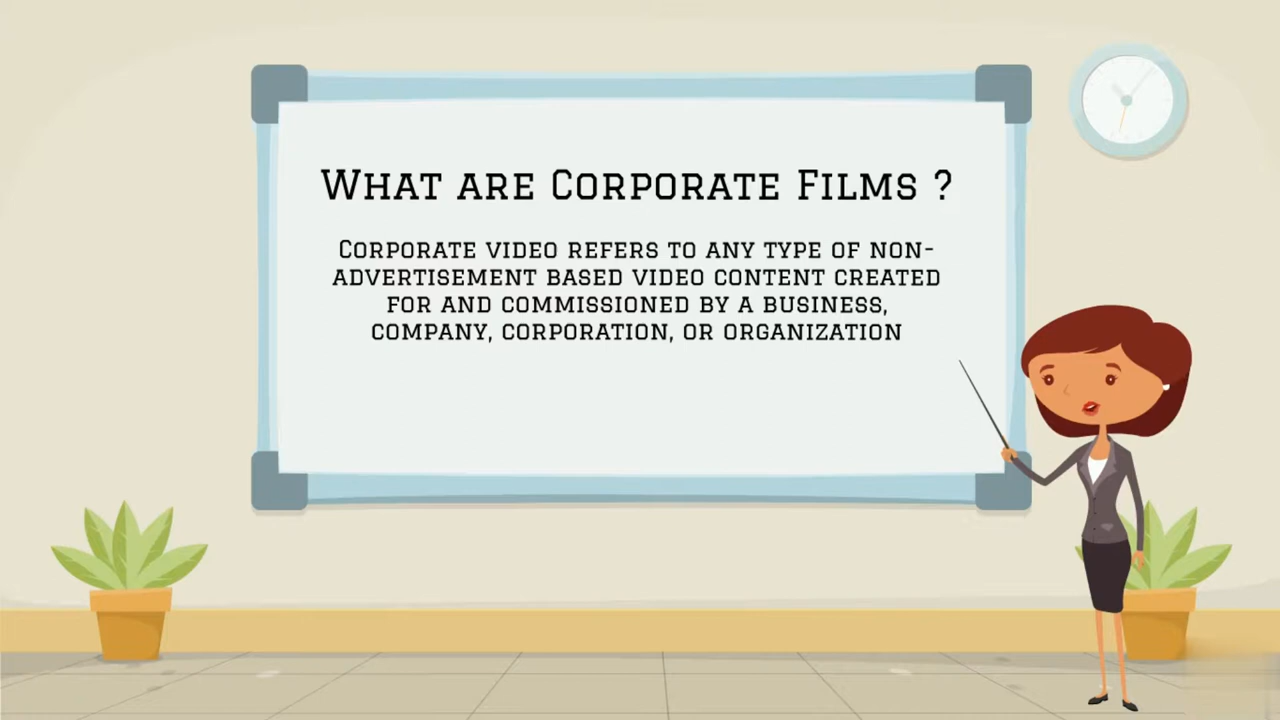 What are Corporate Films ?
Corporate video refers to any type of non-
advertisement based video content created
for and commissioned by a business,
company, corporation, or organization